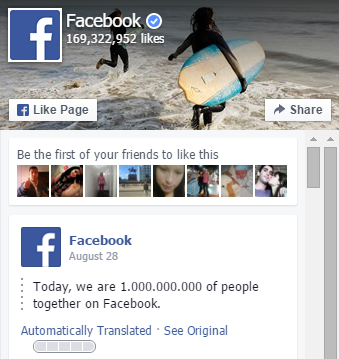 Facebook
169,322,952 likes
Like Page
Share
Be the first of your friends to like this
Facebook
August 28
Today, we are 1.000.000.000 of people
together on Facebook.
Automatically Translated · See Original